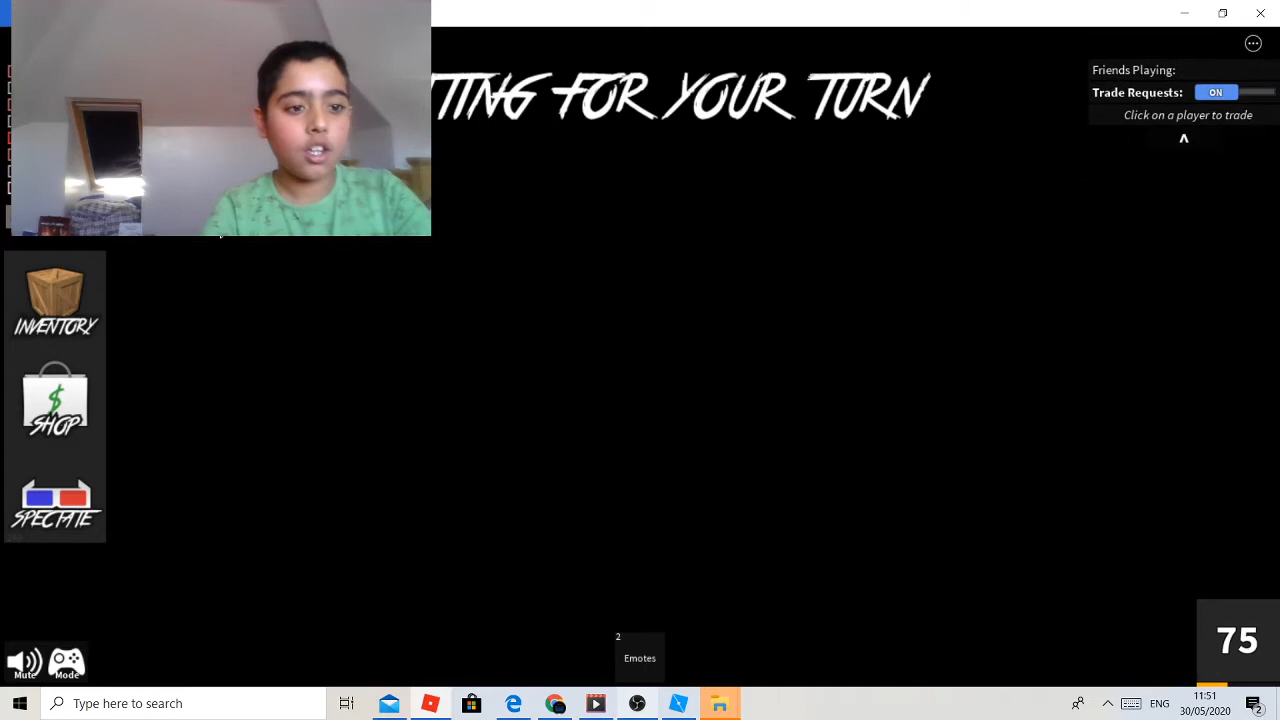 TING FOR YOUR TURN
Friends Playing:
Trade Requests: ON
Click on a player to trade
^
INVENTORY
$
SHOP
SPECTATE
2
Emotes
75
Mute
Mode
Type here to search
ENG
11:51
30/05/2020
2